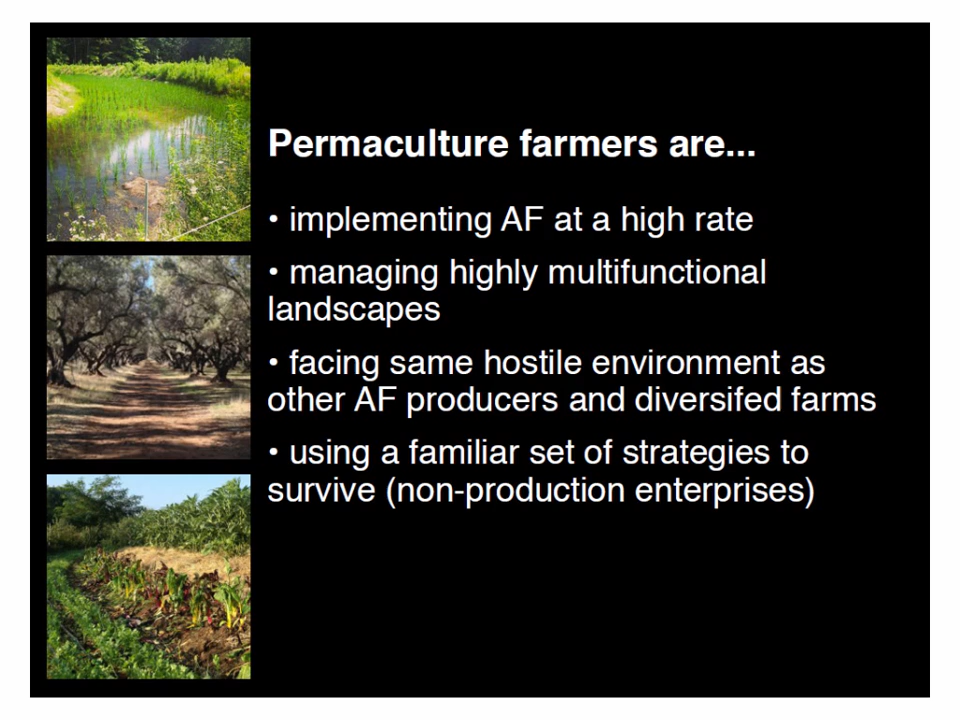 Permaculture farmers are...
• implementing AF at a high rate
• managing highly multifunctional
landscapes
• facing same hostile environment as
other AF producers and diversifed farms
• using a familiar set of strategies to
survive (non-production enterprises)